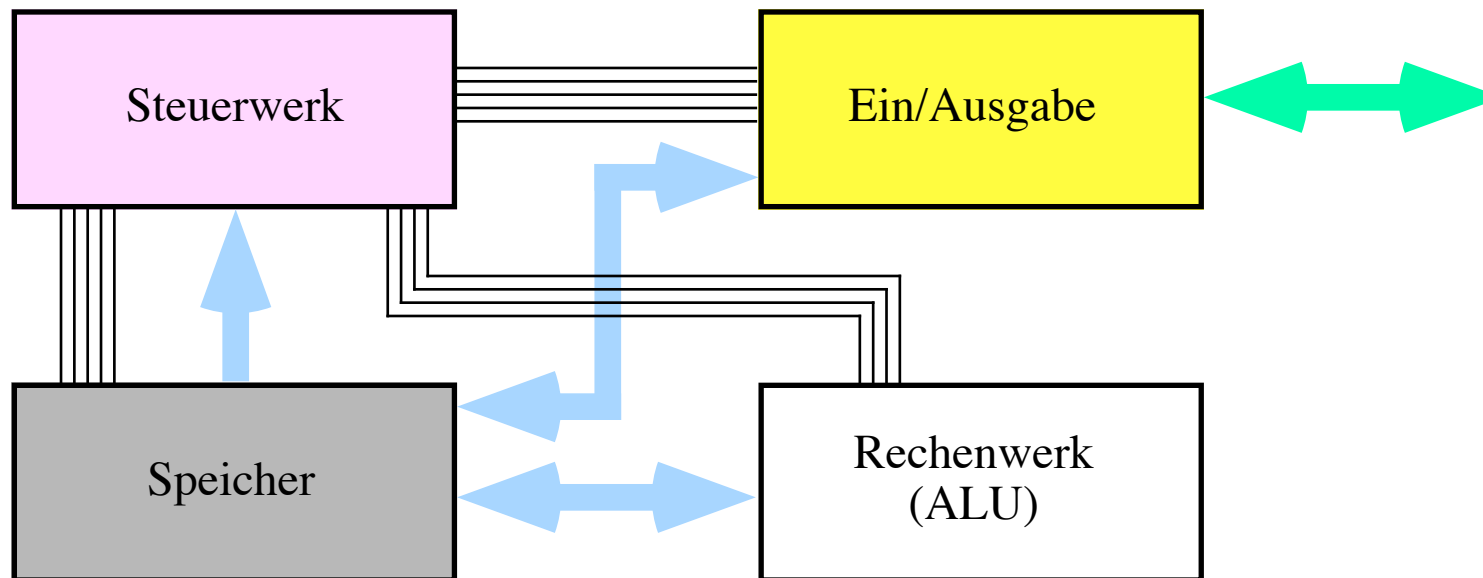 Steuerwerk
Ein/Ausgabe
Speicher
Rechenwerk
(ALU)